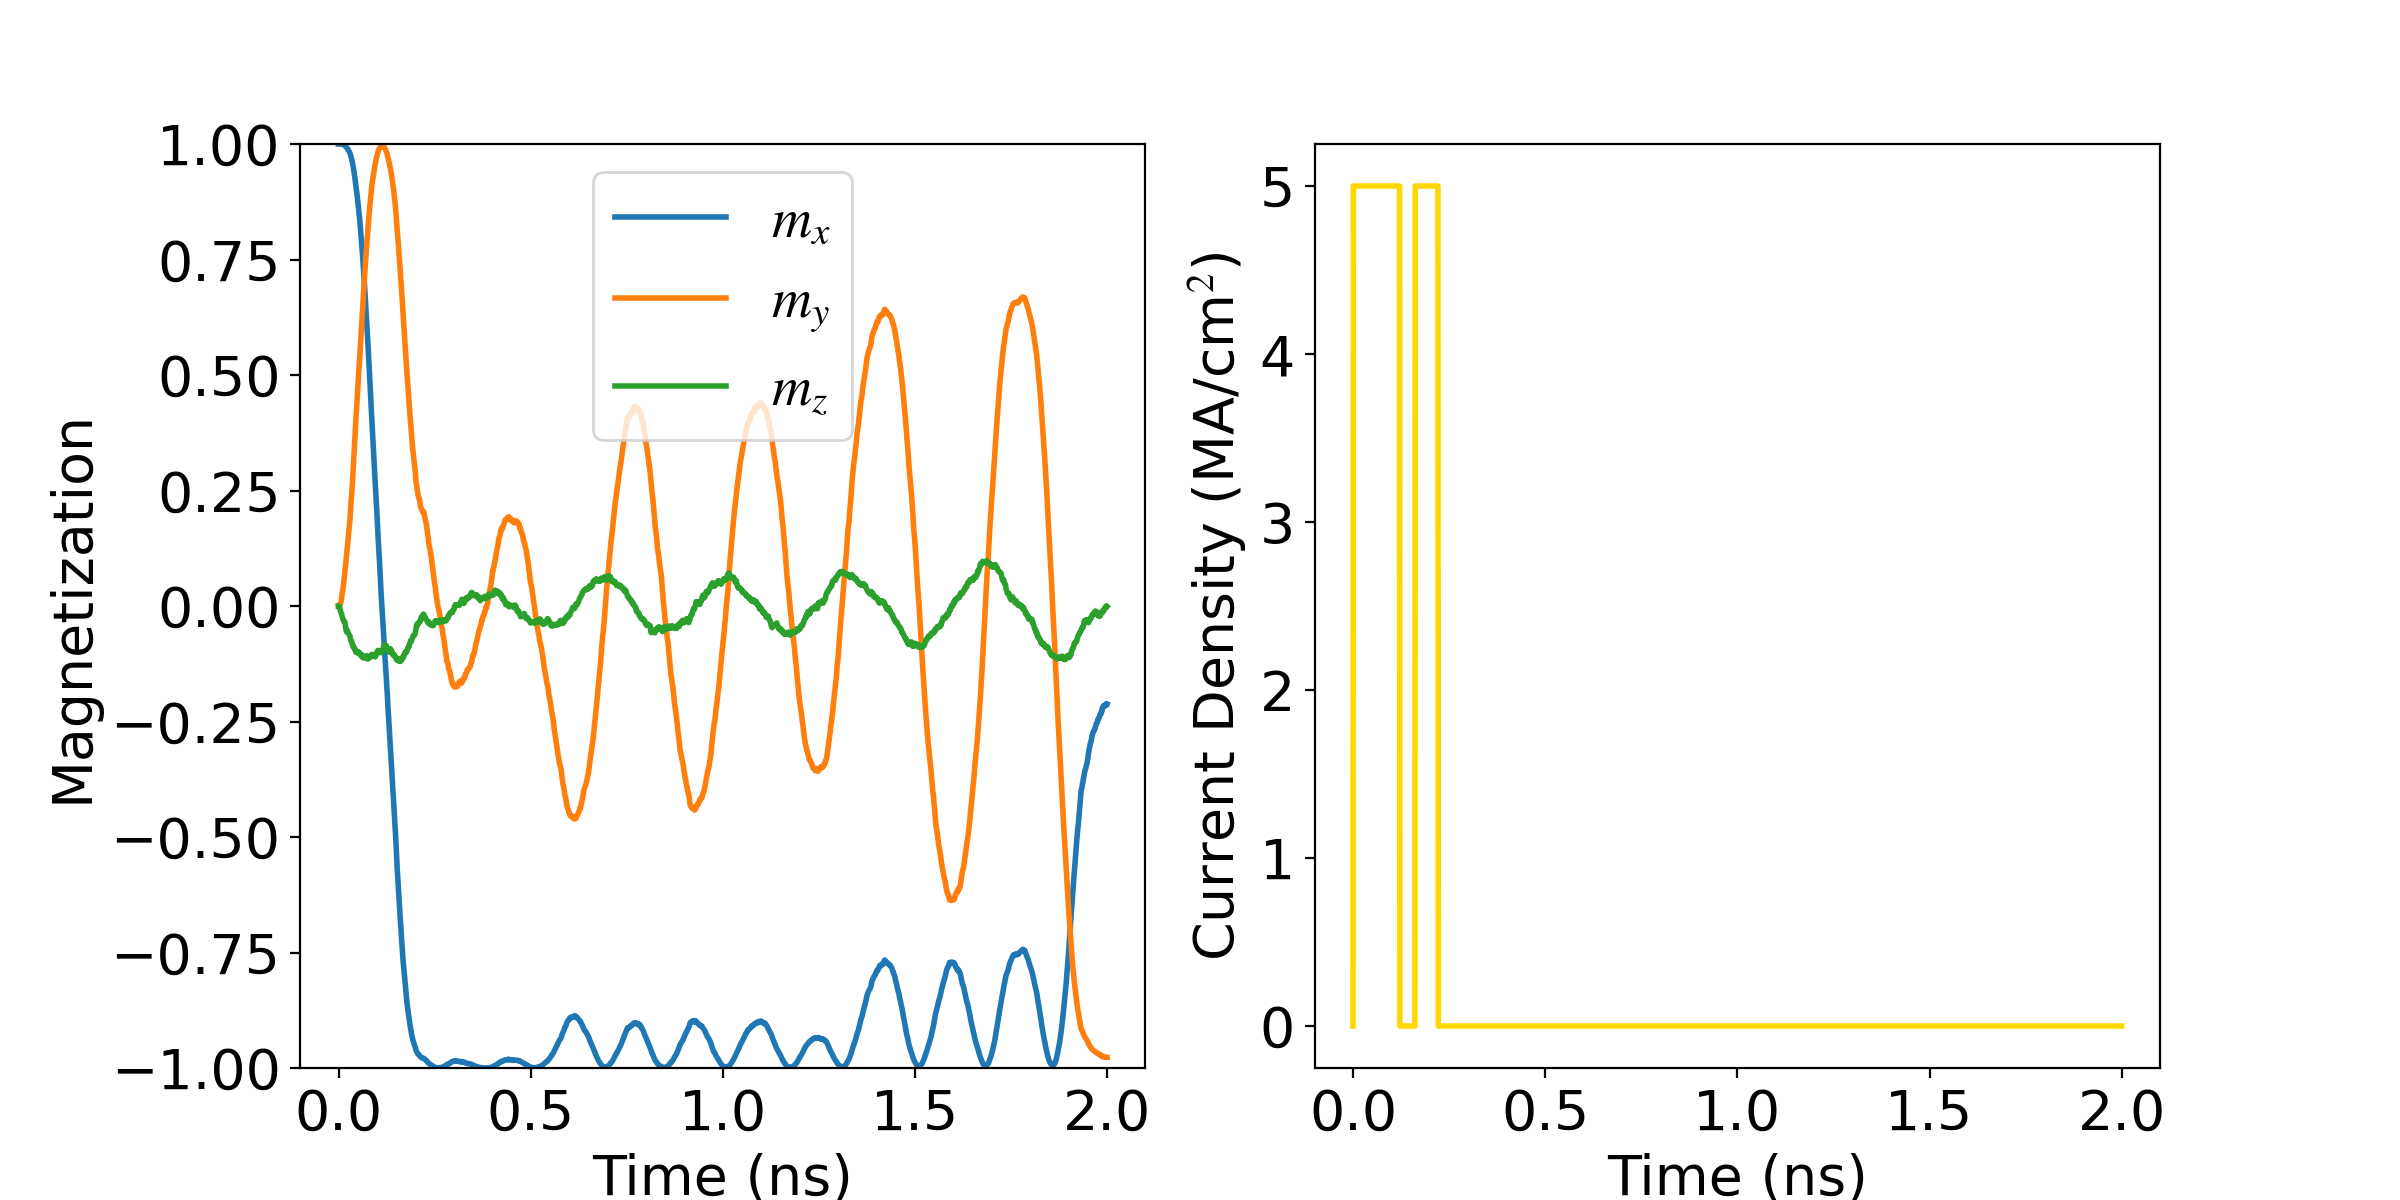 Magnetization
1.00
0.75
0.50
0.25
0.00
−0.25
−0.50
−0.75
−1.00
0.0 0.5 1.0 1.5 2.0
Time (ns)
m_x
m_y
m_z
Current Density (MA/cm²)
5
4
3
2
1
0
0.0 0.5 1.0 1.5 2.0
Time (ns)